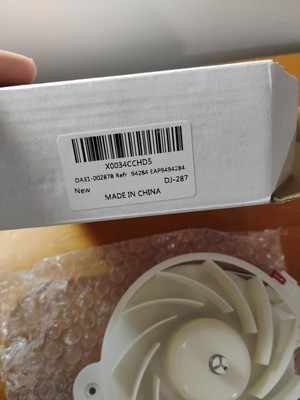 X0034CCHD5
DA31-00287B Refr .94284 EAP9494284
New
DJ-287
MADE IN CHINA